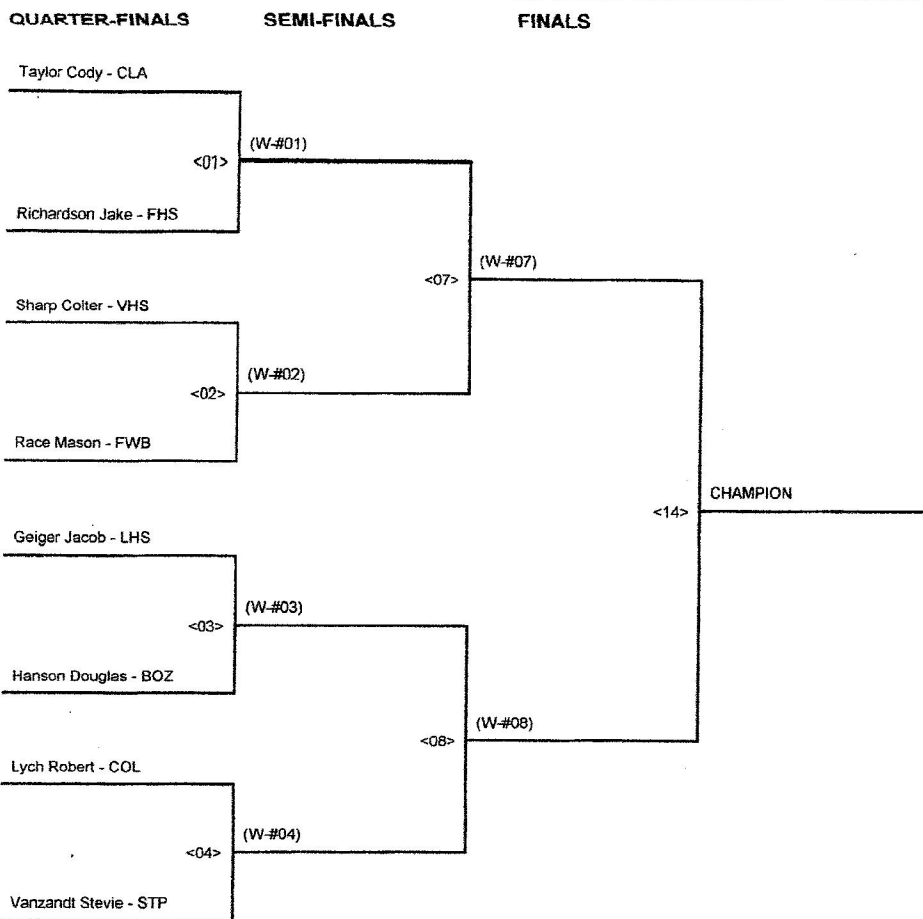 QUARTER-FINALS SEMI-FINALS FINALS
Taylor Cody - CLA
(W-#01)
<01>
Richardson Jake - FHS
(W-#07)
<07>
Sharp Colter - VHS
(W-#02)
<02>
Race Mason - FWB
CHAMPION
<14>
Geiger Jacob - LHS
(W-#03)
<03>
Hanson Douglas - BOZ
(W-#08)
<08>
Lych Robert - COL
(W-#04)
<04>
Vanzandt Stevie - STP